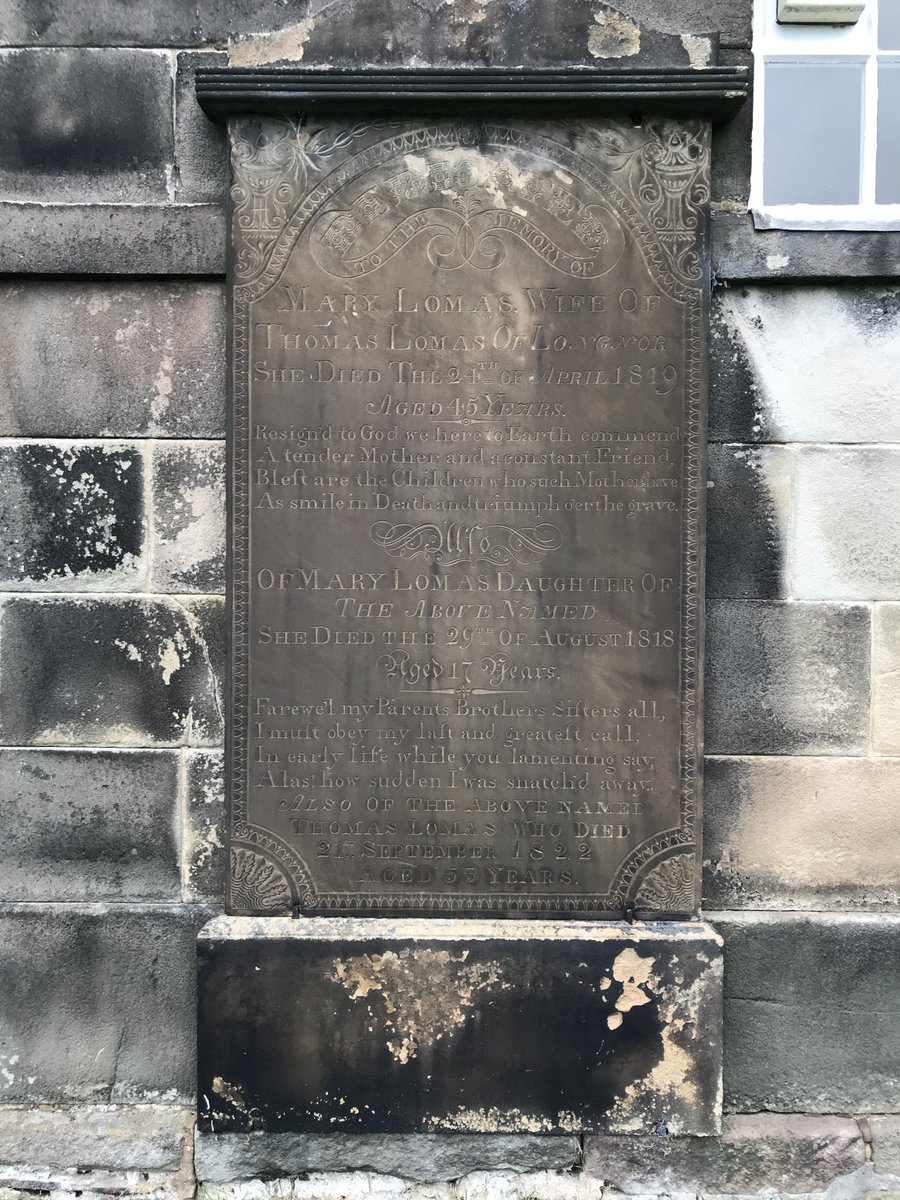 TO THE MEMORY OF
MARY LOMAS WIFE OF
THOMAS LOMAS OF LONGNOR
SHE DIED THE 24TH OF APRIL 1819
AGED 45 YEARS.
Resign'd to God we here to Earth commend
A tender Mother and a constant Friend,
Bleſt are the Children who such Mothers have
As smile in Death and triumph o'er the grave.
Also
OF MARY LOMAS DAUGHTER OF
THE ABOVE NAMED
SHE DIED THE 29TH OF AUGUST 1818
Aged 17 Years.
Farewel my Parents Brothers Siſters all,
I muſt obey my laſt and greateſt call:
In early life while you lamenting say,
Alas! how sudden I was snatch'd away.
ALSO OF THE ABOVE NAMED
THOMAS LOMAS WHO DIED
21ST SEPTEMBER 1822
AGED 53 YEARS.